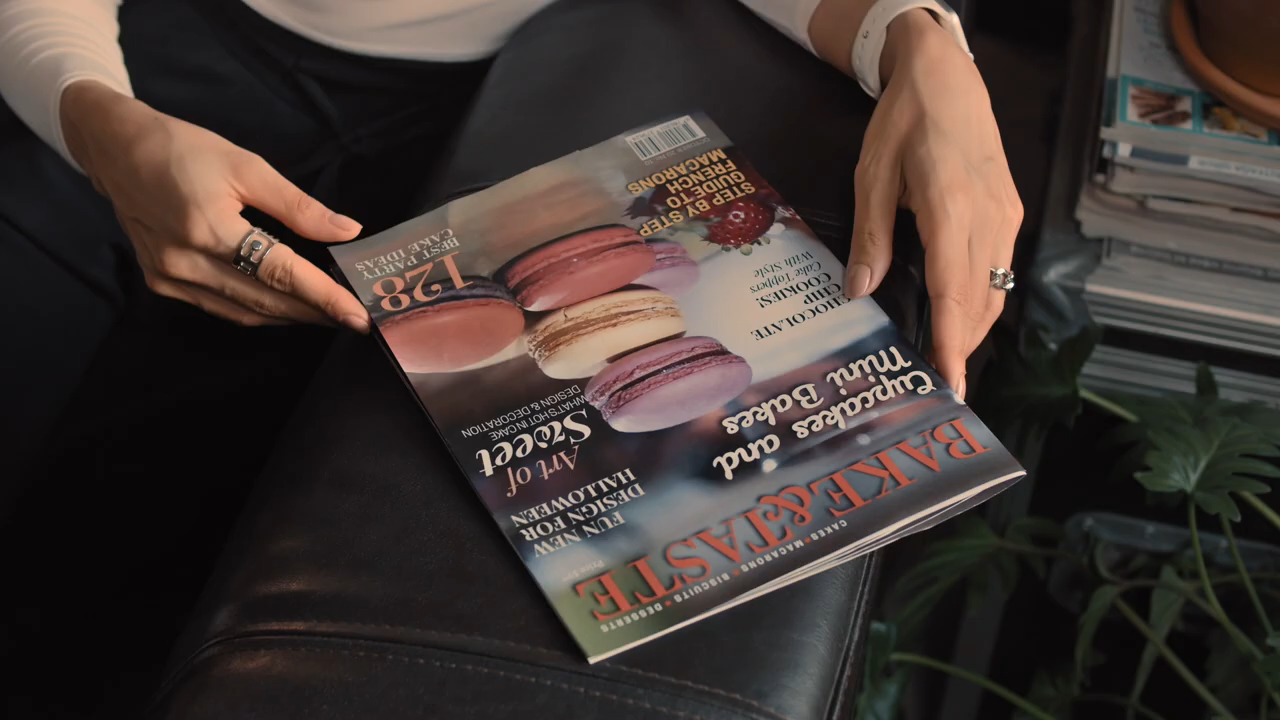 CAKES • MACARONS • BISCUITS • DESSERTS
BAKE & TASTE
Cupcakes and
Mini Bakes
FUN NEW
DESIGN FOR
HALLOWEEN
Art of
Sweet
WHAT'S HOT IN CAKE
DESIGN & DECORATION
CHOCOLATE
CHIP
COOKIES!
Cake Toppers
With Style
128
BEST PARTY
CAKE IDEAS
STEP BY STEP
GUIDE TO
FRENCH
MACARONS